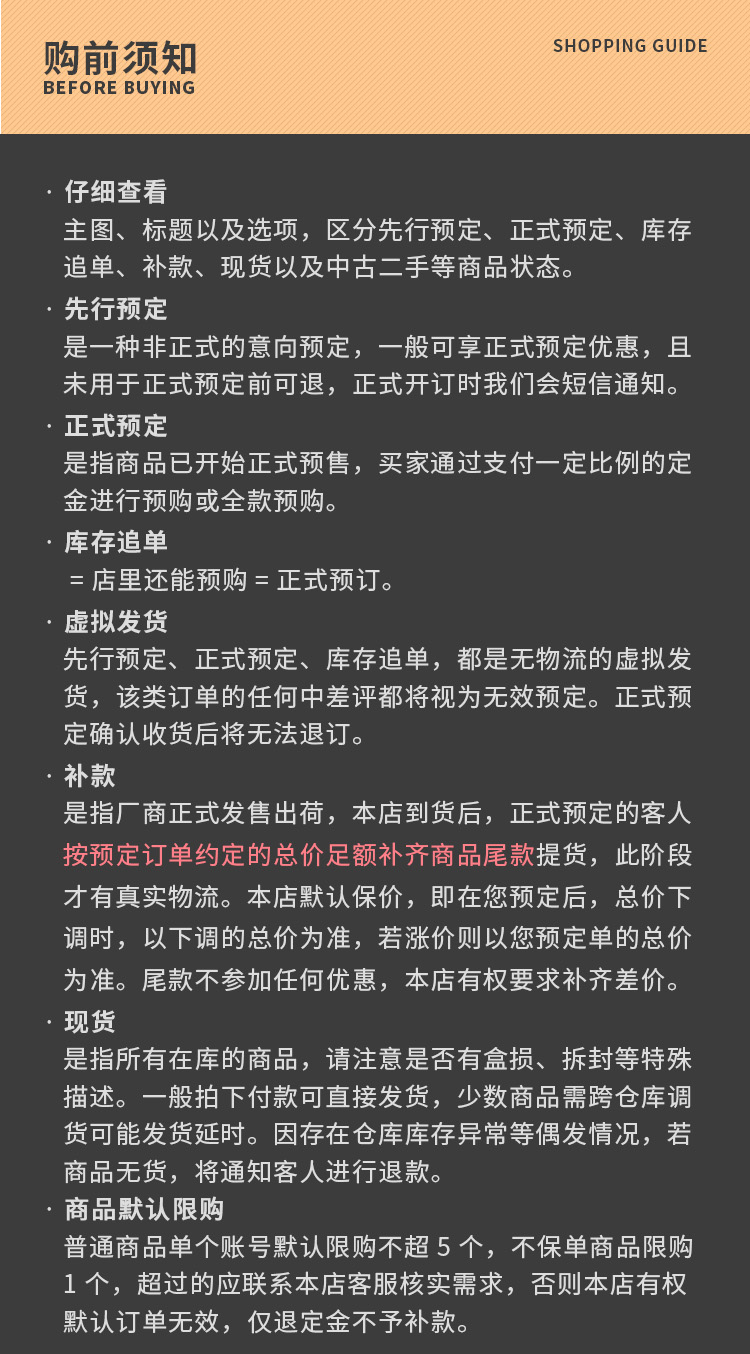 购前须知
BEFORE BUYING
SHOPPING GUIDE
· 仔细查看
主图、标题以及选项，区分先行预定、正式预定、库存
追单、补款、现货以及中古二手等商品状态。
· 先行预定
是一种非正式的意向预定，一般可享正式预定优惠，且
未用于正式预定前可退，正式开订时我们会短信通知。
· 正式预定
是指商品已开始正式预售，买家通过支付一定比例的定
金进行预购或全款预购。
· 库存追单
= 店里还能预购 = 正式预订。
· 虚拟发货
先行预定、正式预定、库存追单，都是无物流的虚拟发
货，该类订单的任何中差评都将视为无效预定。正式预
定确认收货后将无法退订。
· 补款
是指厂商正式发售出荷，本店到货后，正式预定的客人
按预定订单约定的总价足额补齐商品尾款提货，此阶段
才有真实物流。本店默认保价，即在您预定后，总价下
调时，以下调的总价为准，若涨价则以您预定单的总价
为准。尾款不参加任何优惠，本店有权要求补齐差价。
· 现货
是指所有在库的商品，请注意是否有盒损、拆封等特殊
描述。一般拍下付款可直接发货，少数商品需跨仓库调
货可能发货延时。因存在仓库库存异常等偶发情况，若
商品无货，将通知客人进行退款。
· 商品默认限购
普通商品单个账号默认限购不超 5 个，不保单商品限购
1 个，超过的应联系本店客服核实需求，否则本店有权
默认订单无效，仅退定金不予补款。